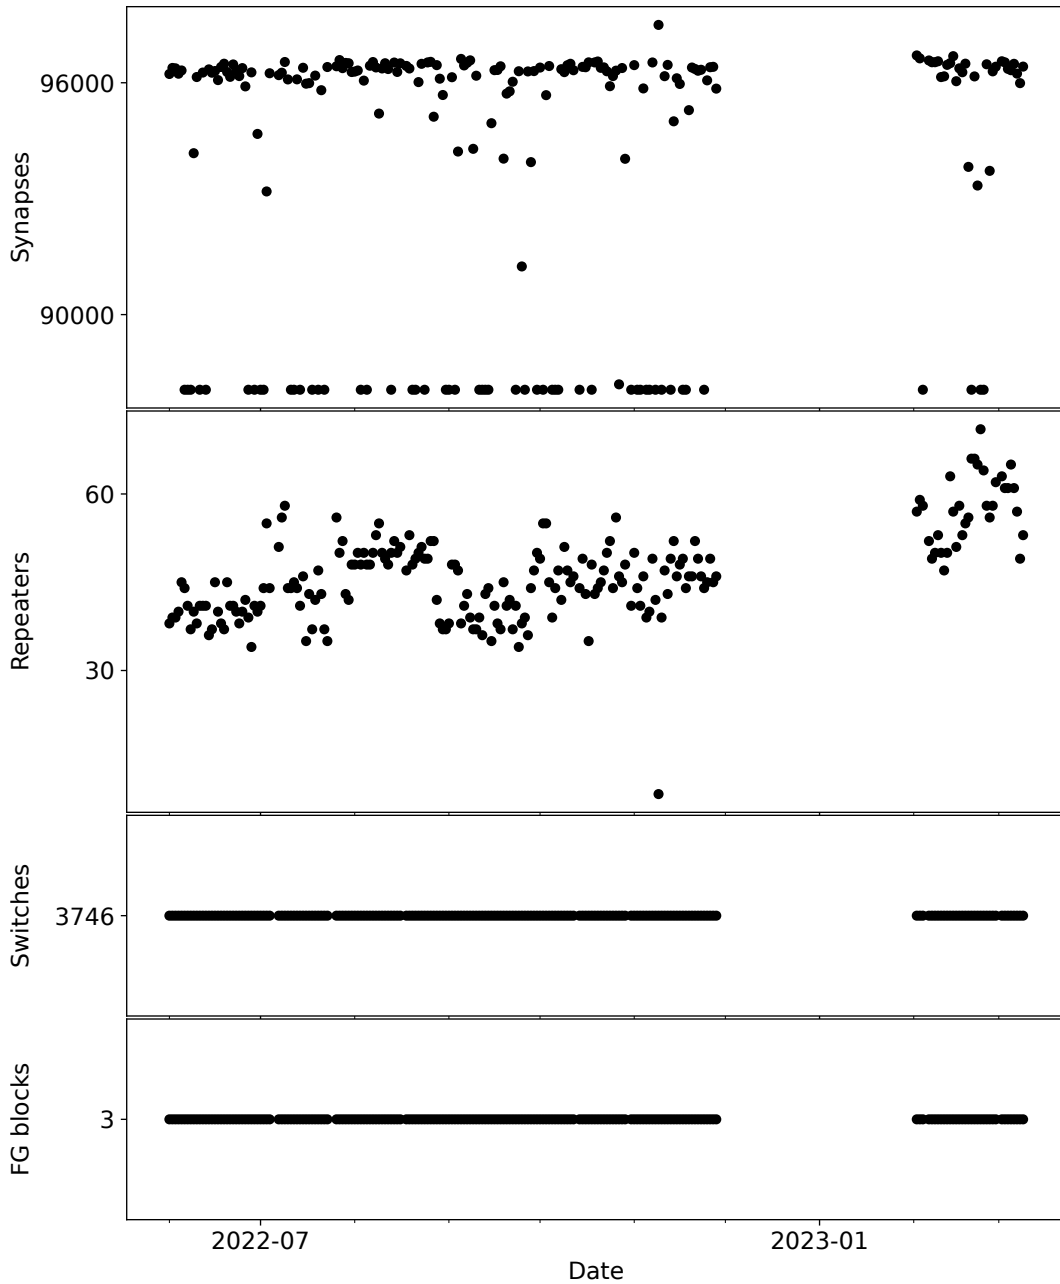 Synapses
96000
90000
Repeaters
60
30
Switches
3746
FG blocks
3
2022-07
2023-01
Date